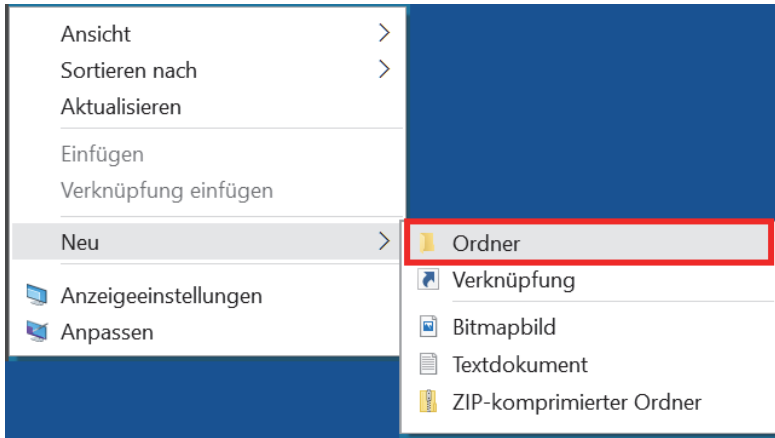 Ansicht
Sortieren nach
Aktualisieren
Einfügen
Verknüpfung einfügen
Neu
Anzeigeeinstellungen
Anpassen
Ordner
Verknüpfung
Bitmapbild
Textdokument
ZIP-komprimierter Ordner